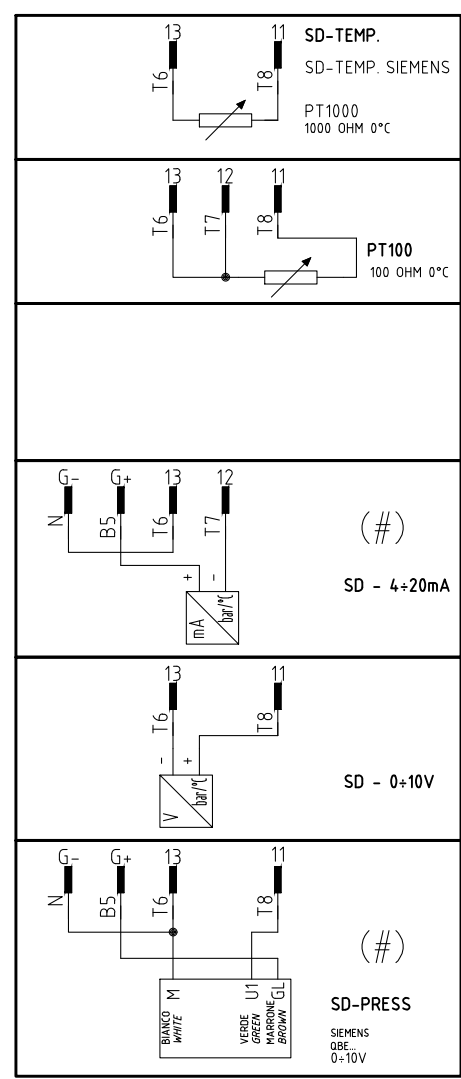 13 11
T6 T8
SD-TEMP.
SD-TEMP. SIEMENS
PT1000
1000 OHM 0°C
13 12 11
T6 T7 T8
PT100
100 OHM 0°C
G- G+ 13 12
N B5 T6 T7
(#)
+ -
mA bar/°C
SD - 4÷20mA
13 11
T6 T8
- +
V bar/°C
SD - 0÷10V
G- G+ 13 11
N B5 T6 T8
(#)
M U1 GL
BIANCO
WHITE
VERDE
GREEN
MARRONE
BROWN
SD-PRESS
SIEMENS
QBE...
0÷10V